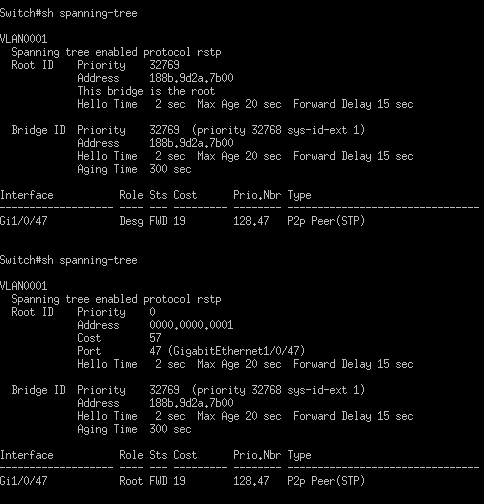 Switch#sh spanning-tree
VLAN0001
Spanning tree enabled protocol rstp
Root ID Priority 32769
Address 188b.9d2a.7b00
This bridge is the root
Hello Time 2 sec Max Age 20 sec Forward Delay 15 sec
Bridge ID Priority 32769 (priority 32768 sys-id-ext 1)
Address 188b.9d2a.7b00
Hello Time 2 sec Max Age 20 sec Forward Delay 15 sec
Aging Time 300 sec
Interface Role Sts Cost Prio.Nbr Type
------------------- ---- --- --------- -------- --------------------------------
Gi1/0/47 Desg FWD 19 128.47 P2p Peer(STP)
Switch#sh spanning-tree
VLAN0001
Spanning tree enabled protocol rstp
Root ID Priority 0
Address 0000.0000.0001
Cost 57
Port 47 (GigabitEthernet1/0/47)
Hello Time 2 sec Max Age 20 sec Forward Delay 15 sec
Bridge ID Priority 32769 (priority 32768 sys-id-ext 1)
Address 188b.9d2a.7b00
Hello Time 2 sec Max Age 20 sec Forward Delay 15 sec
Aging Time 300 sec
Interface Role Sts Cost Prio.Nbr Type
------------------- ---- --- --------- -------- --------------------------------
Gi1/0/47 Root FWD 19 128.47 P2p Peer(STP)